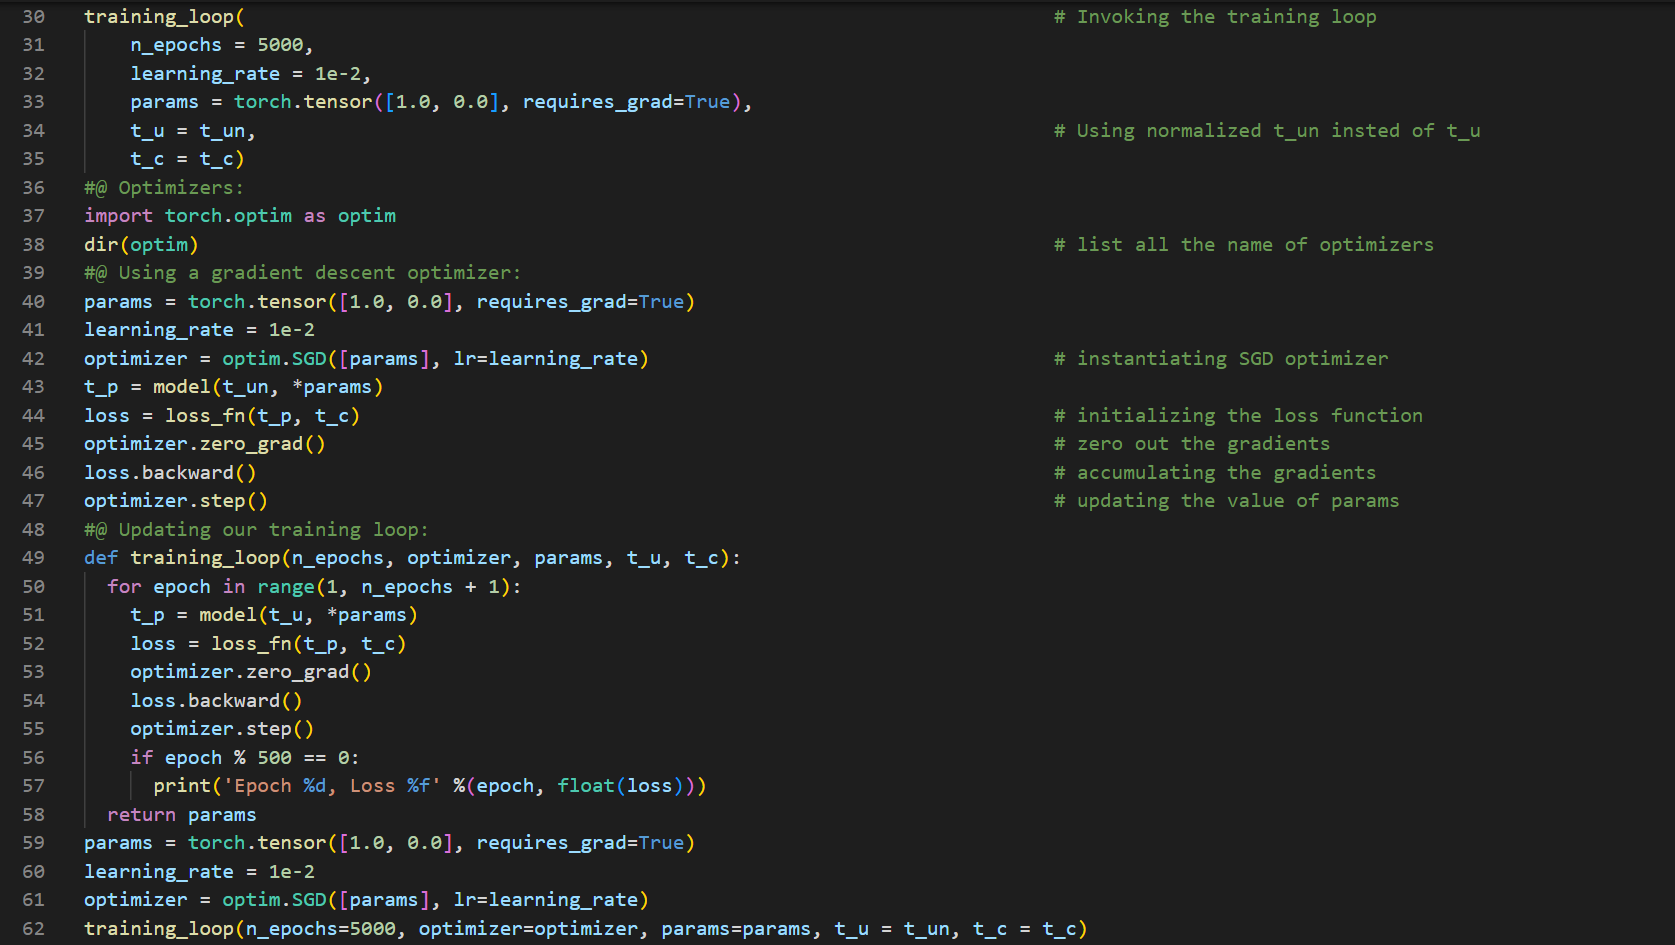 30 training_loop( # Invoking the training loop
31     n_epochs = 5000,
32     learning_rate = 1e-2,
33     params = torch.tensor([1.0, 0.0], requires_grad=True),
34     t_u = t_un, # Using normalized t_un insted of t_u
35     t_c = t_c)
36 #@ Optimizers:
37 import torch.optim as optim
38 dir(optim) # list all the name of optimizers
39 #@ Using a gradient descent optimizer:
40 params = torch.tensor([1.0, 0.0], requires_grad=True)
41 learning_rate = 1e-2
42 optimizer = optim.SGD([params], lr=learning_rate) # instantiating SGD optimizer
43 t_p = model(t_un, *params)
44 loss = loss_fn(t_p, t_c) # initializing the loss function
45 optimizer.zero_grad() # zero out the gradients
46 loss.backward() # accumulating the gradients
47 optimizer.step() # updating the value of params
48 #@ Updating our training loop:
49 def training_loop(n_epochs, optimizer, params, t_u, t_c):
50   for epoch in range(1, n_epochs + 1):
51     t_p = model(t_u, *params)
52     loss = loss_fn(t_p, t_c)
53     optimizer.zero_grad()
54     loss.backward()
55     optimizer.step()
56     if epoch % 500 == 0:
57       print('Epoch %d, Loss %f' %(epoch, float(loss)))
58   return params
59 params = torch.tensor([1.0, 0.0], requires_grad=True)
60 learning_rate = 1e-2
61 optimizer = optim.SGD([params], lr=learning_rate)
62 training_loop(n_epochs=5000, optimizer=optimizer, params=params, t_u = t_un, t_c = t_c)